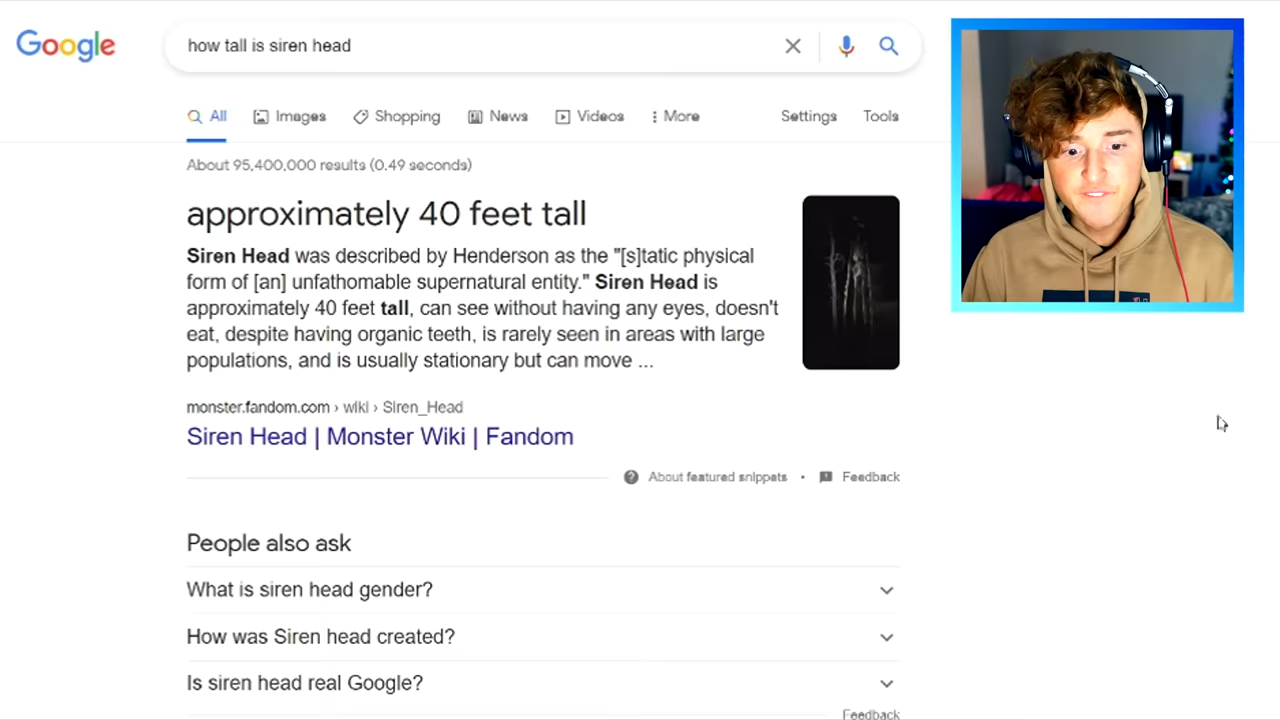 Google
how tall is siren head
All
Images
Shopping
News
Videos
More
Settings
Tools
About 95,400,000 results (0.49 seconds)
approximately 40 feet tall
Siren Head was described by Henderson as the "[s]tatic physical
form of [an] unfathomable supernatural entity." Siren Head is
approximately 40 feet tall, can see without having any eyes, doesn't
eat, despite having organic teeth, is rarely seen in areas with large
populations, and is usually stationary but can move ...
monster.fandom.com › wiki › Siren_Head
Siren Head | Monster Wiki | Fandom
About featured snippets • Feedback
People also ask
What is siren head gender?
How was Siren head created?
Is siren head real Google?
Feedback